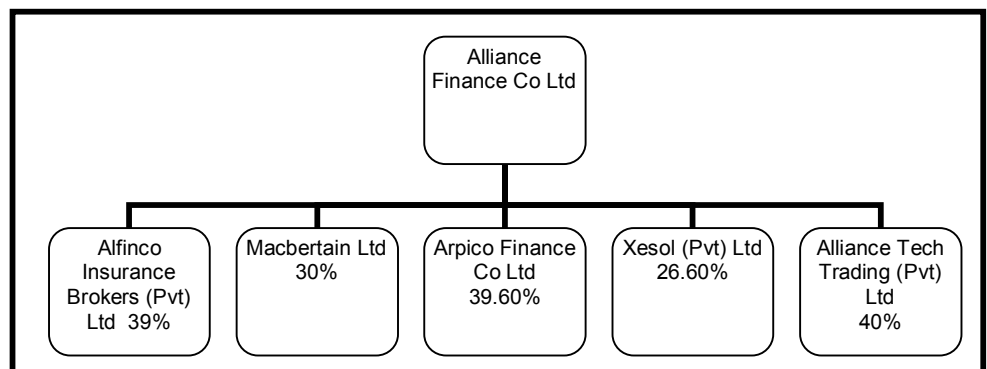 Alliance
Finance Co Ltd
Alfinco
Insurance
Brokers (Pvt)
Ltd 39%
Macbertain Ltd
30%
Arpico Finance
Co Ltd
39.60%
Xesol (Pvt) Ltd
26.60%
Alliance Tech
Trading (Pvt)
Ltd
40%